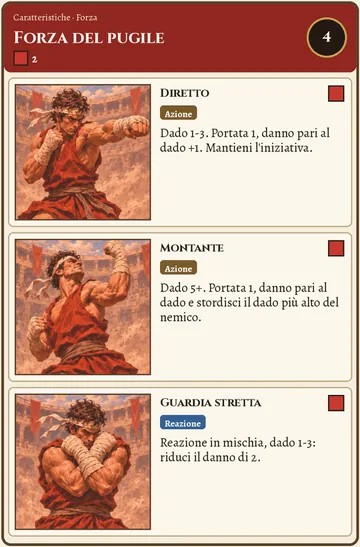 Caratteristiche · Forza
Forza del pugile
4
2
Diretto
Azione
Dado 1-3. Portata 1, danno pari al
dado +1. Mantieni l'iniziativa.
Montante
Azione
Dado 5+. Portata 1, danno pari al
dado e stordisci il dado più alto del
nemico.
Guardia stretta
Reazione
Reazione in mischia, dado 1-3:
riduci il danno di 2.